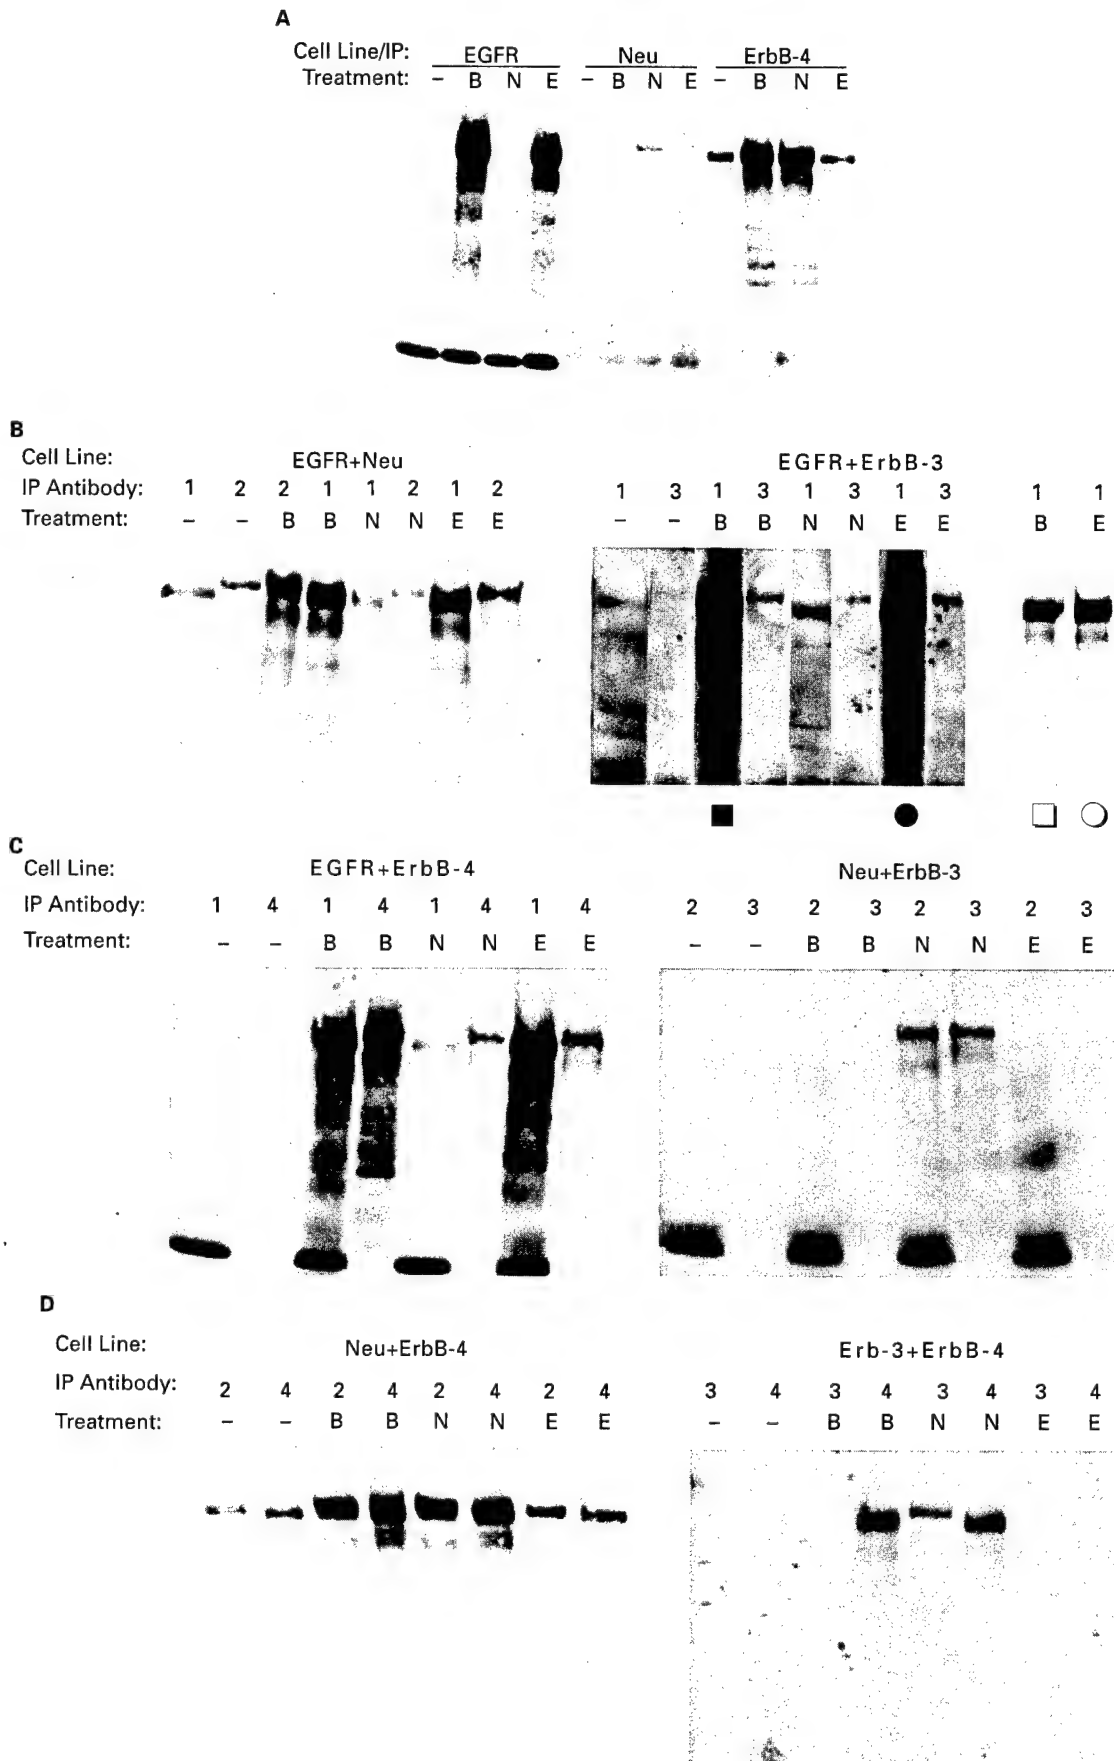 A
Cell Line/IP: EGFR Neu ErbB-4
Treatment: – B N E – B N E – B N E
B
Cell Line: EGFR+Neu EGFR+ErbB-3
IP Antibody: 1 2 2 1 1 2 1 2 1 3 1 3 1 3 1 3 1 1
Treatment: – – B B N N E E – – B B N N E E B E
C
Cell Line: EGFR+ErbB-4 Neu+ErbB-3
IP Antibody: 1 4 1 4 1 4 1 4 2 3 2 3 2 3 2 3
Treatment: – – B B N N E E – – B B N N E E
D
Cell Line: Neu+ErbB-4 Erb-3+ErbB-4
IP Antibody: 2 4 2 4 2 4 2 4 3 4 3 4 3 4 3 4
Treatment: – – B B N N E E – – B B N N E E